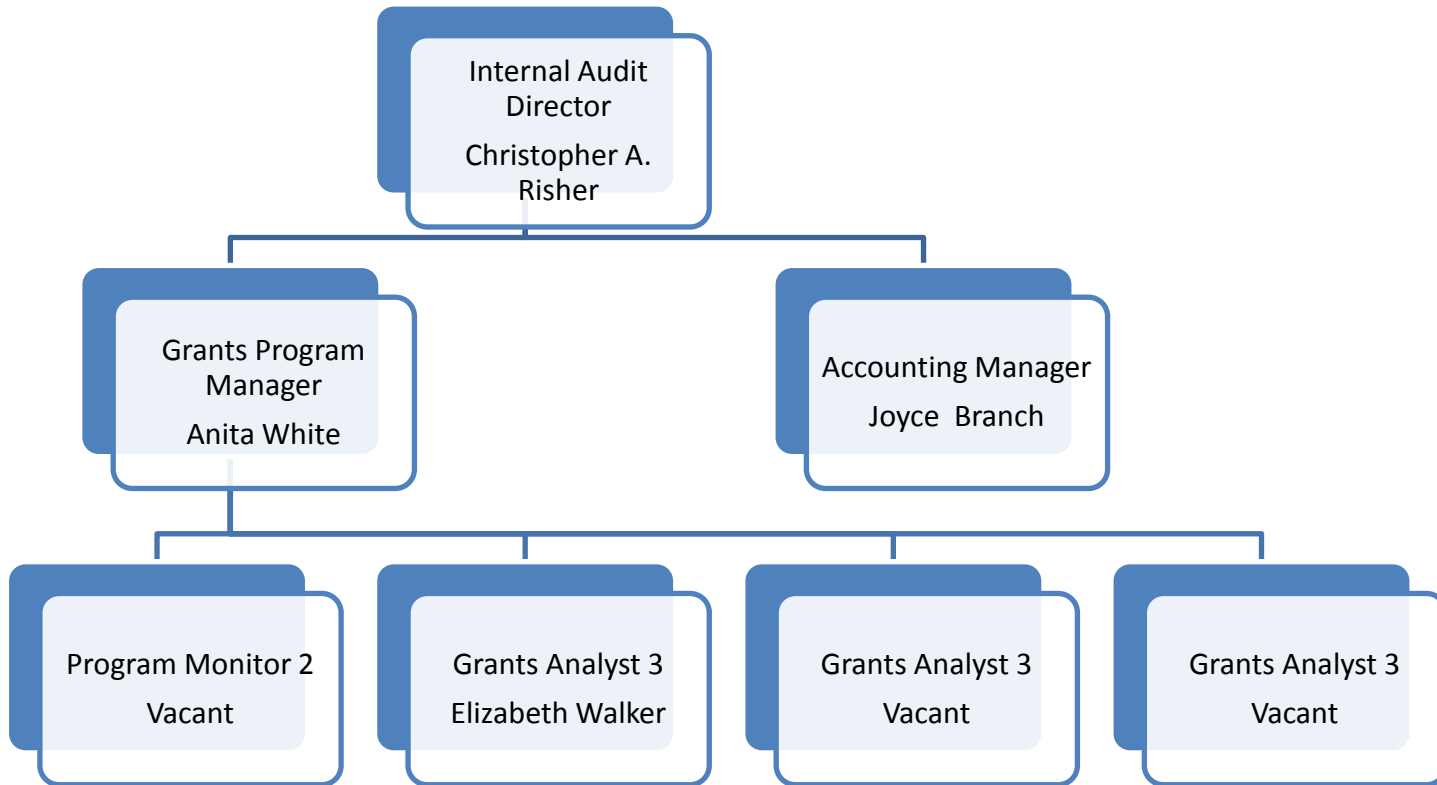 Internal Audit
Director
Christopher A.
Risher
Grants Program
Manager
Anita White
Accounting Manager
Joyce  Branch
Program Monitor 2
Vacant
Grants Analyst 3
Elizabeth Walker
Grants Analyst 3
Vacant
Grants Analyst 3
Vacant